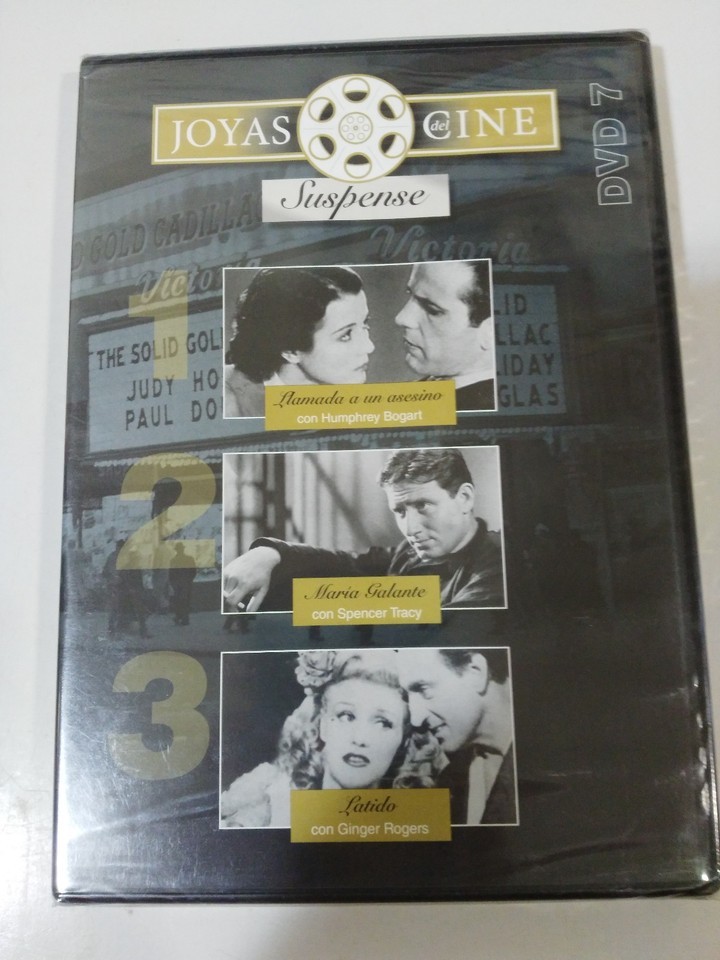 JOYAS del CINE
DVD 7
Suspense
GOLD CADILLA
Victoria
Victoria
1
THE SOLID GOL
LID
LLAC
JUDY HO
LIDAY
PAUL DO
GLAS
Llamada a un asesino
con Humphrey Bogart
2
María Galante
con Spencer Tracy
3
Latido
con Ginger Rogers